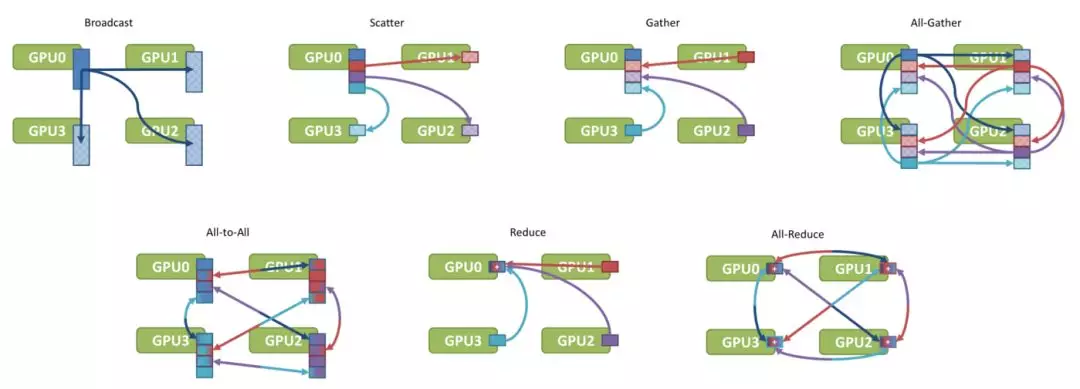 Broadcast
Scatter
Gather
All-Gather
GPU0
GPU1
GPU0
GPU1
GPU0
GPU1
GPU0
GPU1
GPU3
GPU2
GPU3
GPU2
GPU3
GPU2
GPU3
GPU2
All-to-All
Reduce
All-Reduce
GPU0
GPU1
GPU0
GPU1
GPU0
GPU1
GPU3
GPU2
GPU3
GPU2
GPU3
GPU2